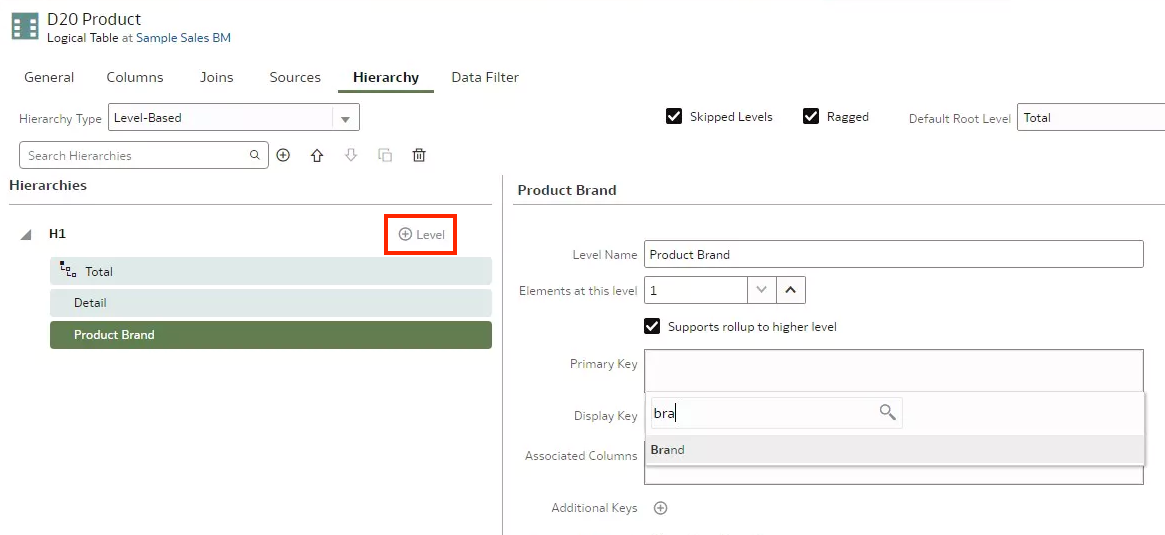 D20 Product
Logical Table at Sample Sales BM
General Columns Joins Sources Hierarchy Data Filter
Hierarchy Type Level-Based Skipped Levels Ragged Default Root Level Total
Search Hierarchies
Hierarchies
Product Brand
H1 Level
Total
Detail
Product Brand
Level Name Product Brand
Elements at this level 1
Supports rollup to higher level
Primary Key
Display Key bra
Brand
Associated Columns
Additional Keys